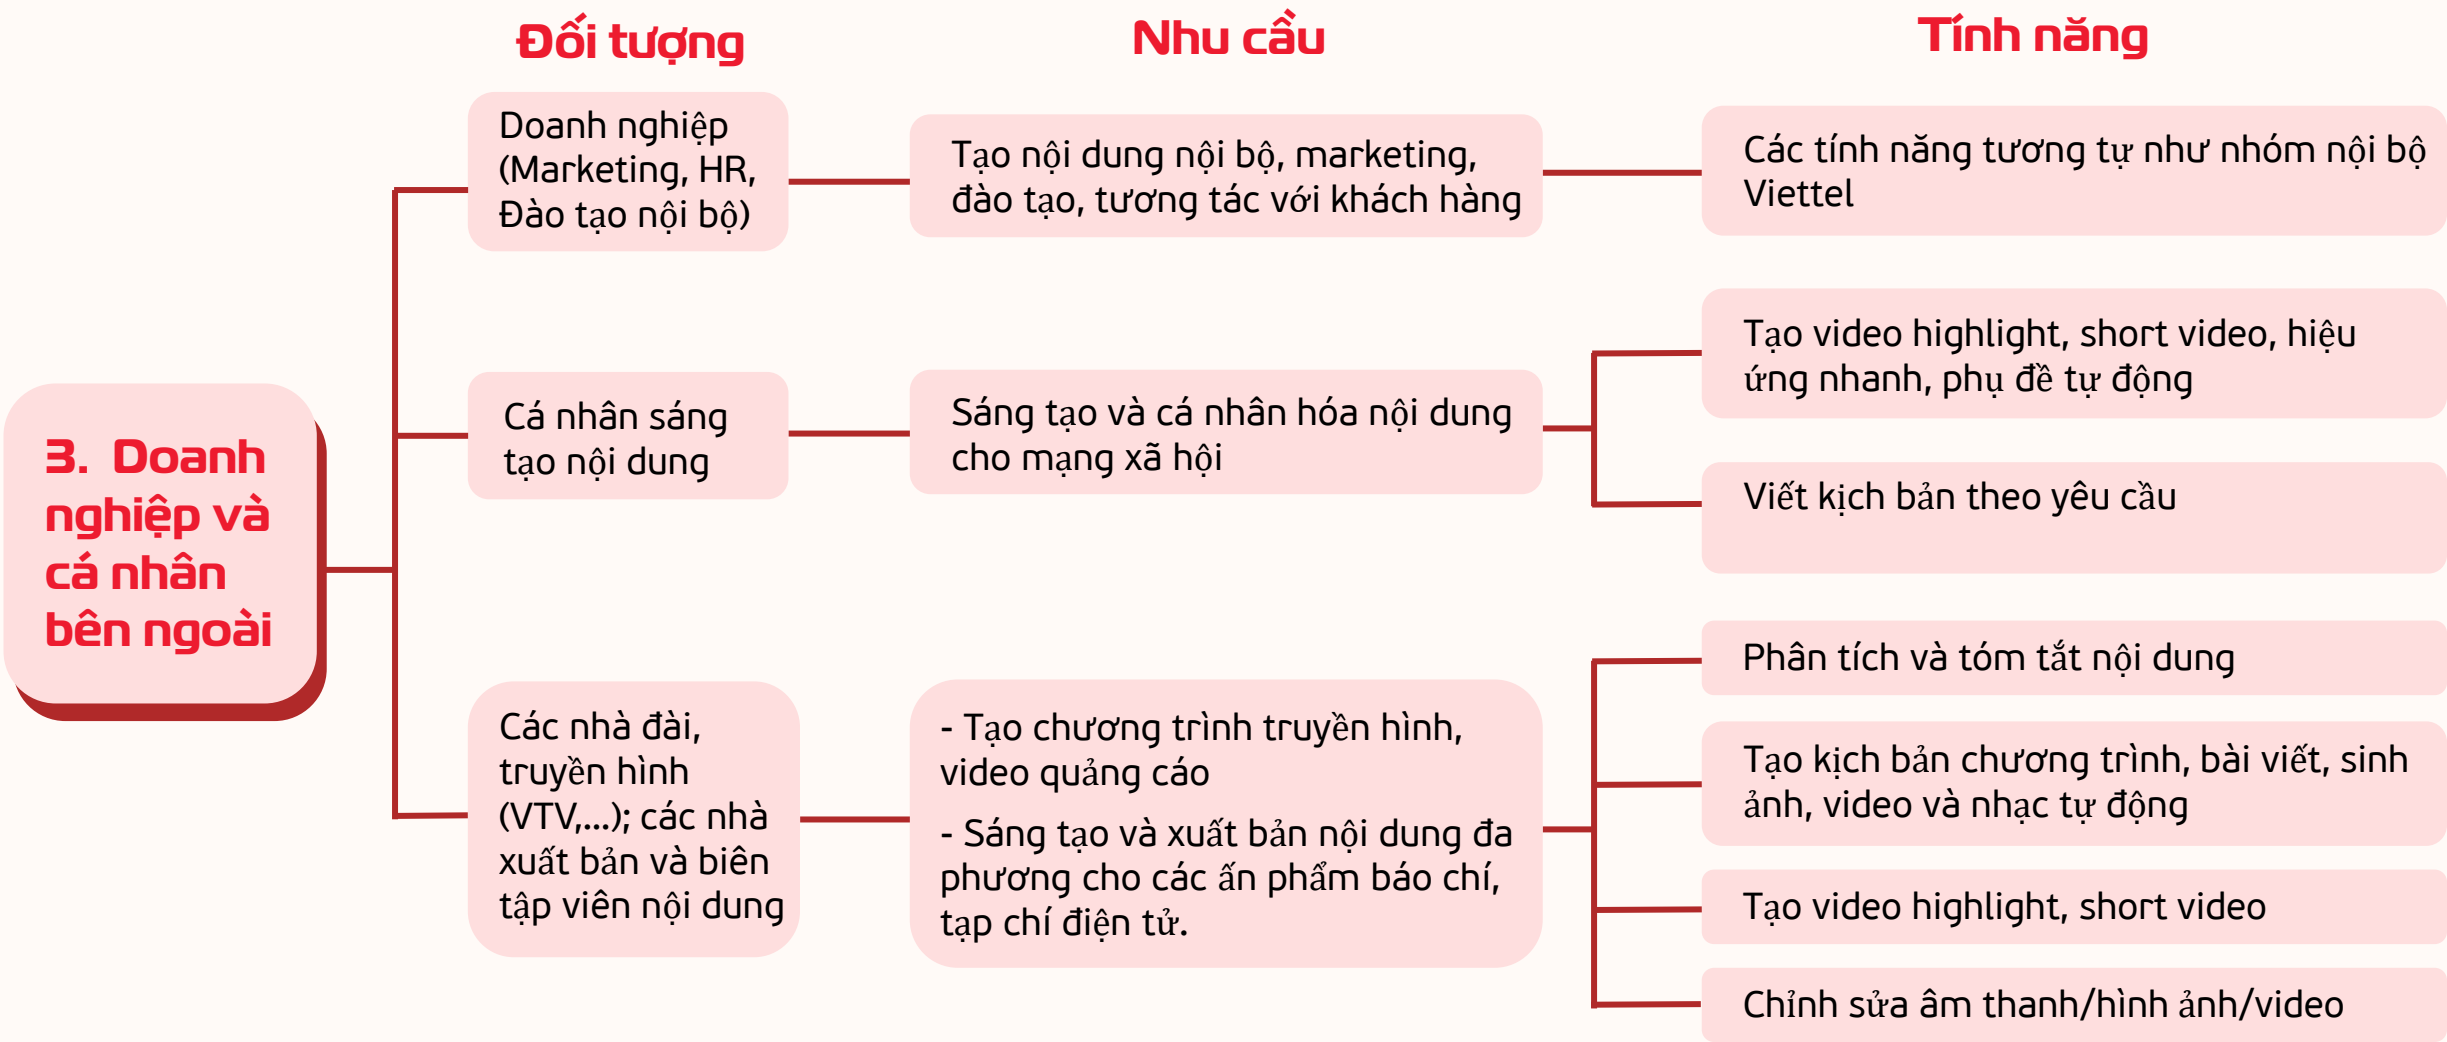 Đối tượng
Nhu cầu
Tính năng
3. Doanh
nghiệp và
cá nhân
bên ngoài
Doanh nghiệp
(Marketing, HR,
Đào tạo nội bộ)
Tạo nội dung nội bộ, marketing,
đào tạo, tương tác với khách hàng
Các tính năng tương tự như nhóm nội bộ
Viettel
Cá nhân sáng
tạo nội dung
Sáng tạo và cá nhân hóa nội dung
cho mạng xã hội
Tạo video highlight, short video, hiệu
ứng nhanh, phụ đề tự động
Viết kịch bản theo yêu cầu
Các nhà đài,
truyền hình
(VTV,...); các nhà
xuất bản và biên
tập viên nội dung
- Tạo chương trình truyền hình,
video quảng cáo
- Sáng tạo và xuất bản nội dung đa
phương cho các ấn phẩm báo chí,
tạp chí điện tử.
Phân tích và tóm tắt nội dung
Tạo kịch bản chương trình, bài viết, sinh
ảnh, video và nhạc tự động
Tạo video highlight, short video
Chỉnh sửa âm thanh/hình ảnh/video